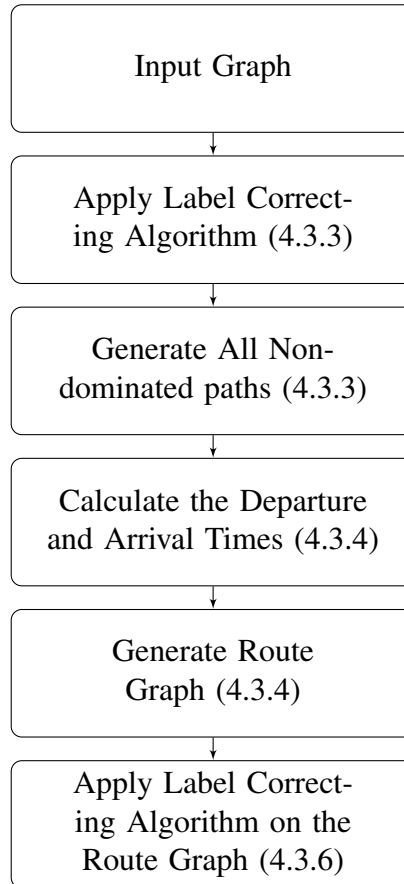 Input Graph
Apply Label Correct-
ing Algorithm (4.3.3)
Generate All Non-
dominated paths (4.3.3)
Calculate the Departure
and Arrival Times (4.3.4)
Generate Route
Graph (4.3.4)
Apply Label Correct-
ing Algorithm on the
Route Graph (4.3.6)